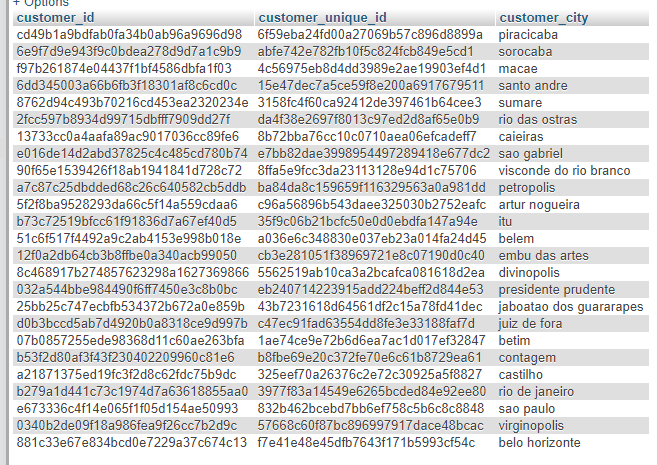 + Options
customer_id customer_unique_id customer_city
cd49b1a9bdfab0fa34b0ab96a9696d98 6f59eba24fd00a27069b57c896d8899a piracicaba
6e9f7d9e943f9c0bdea278d9d7a1c9b9 abfe742e782fb10f5c824fcb849e5cd1 sorocaba
f97b261874e04437f1bf4586dbfa1f03 4c56975eb8d4dd3989e2ae19903ef4d1 macae
6dd345003a66b6fb3f18301af8c6cd0c 15e47dec7a5ce59f8e200a6917679511 santo andre
8762d94c493b70216cd453ea2320234e 3158fc4f60ca92412de397461b64cee3 sumare
2fcc597b8934d99715dbfff7909dd27f da4f38e2697f8013c97ed2d8af65e0b9 rio das ostras
13733cc0a4aafa89ac9017036cc89fe6 8b72bba76cc10c0710aea06efcadeff7 caieiras
e016de14d2abd37825c4c485cd780b74 e7bb82dae3998954497289418e677dc2 sao gabriel
90f65e1539426f18ab1941841d728c72 8ffa5e9fcc3da23113128e94d1c75706 visconde do rio branco
a7c87c25dbdded68c26c640582cb5ddb ba84da8c159659f116329563a0a981dd petropolis
5f2f8ba9528293da66c5f14a559cdaa6 c96a56896b543daee325030b2752eafc artur nogueira
b73c72519bfcc61f91836d7a67ef40d5 35f9c06b21bcfc50e0d0ebdfa147a94e itu
51c6f517f4492a9c2ab4153e998b018e a036e6c348830e037eb23a014fa24d45 belem
12f0a2db64cb3b8ffbe0a340acb99050 cb3e281051f38969721e8c07190d0c40 embu das artes
8c468917b274857623298a1627369866 5562519ab10ca3a2bcafca081618d2ea divinopolis
032a544bbe984490f6ff7450e3c8b0bc eb240714223915add224beff2d844e53 presidente prudente
25bb25c747ecbfb534372b672a0e859b 43b7231618d64561df2c15a78fd41dec jaboatao dos guararapes
d0b3bccd5ab7d4920b0a8318ce9d997b c47ec91fad63554dd8fe3e33188faf7d juiz de fora
07b0857255ede98368d11c60ae263bfa 1ae74ce9e72b6d6ea7ac1d017ef32847 betim
b53f2d80af3f43f230402209960c81e6 b8fbe69e20c372fe70e6c61b8729ea61 contagem
a21871375ed19fc3f2d8c62fdc75b9dc 325eef70a26376c2e72c30925a5f8827 castilho
b279a1d441c73c1974d7a63618855aa0 3977f83a14549e6265bcded84e92ee80 rio de janeiro
e673336c4f14e065f1f05d154ae50993 832b462bcebd7bb6ef758c5b6c8c8848 sao paulo
0340b2de09f18a986fea9f26cc7b2d9c 57668c60f87bc896997917dace48bcac virginopolis
881c33e67e834bcd0e7229a37c674c13 f7e41e48e45dfb7643f171b5993cf54c belo horizonte